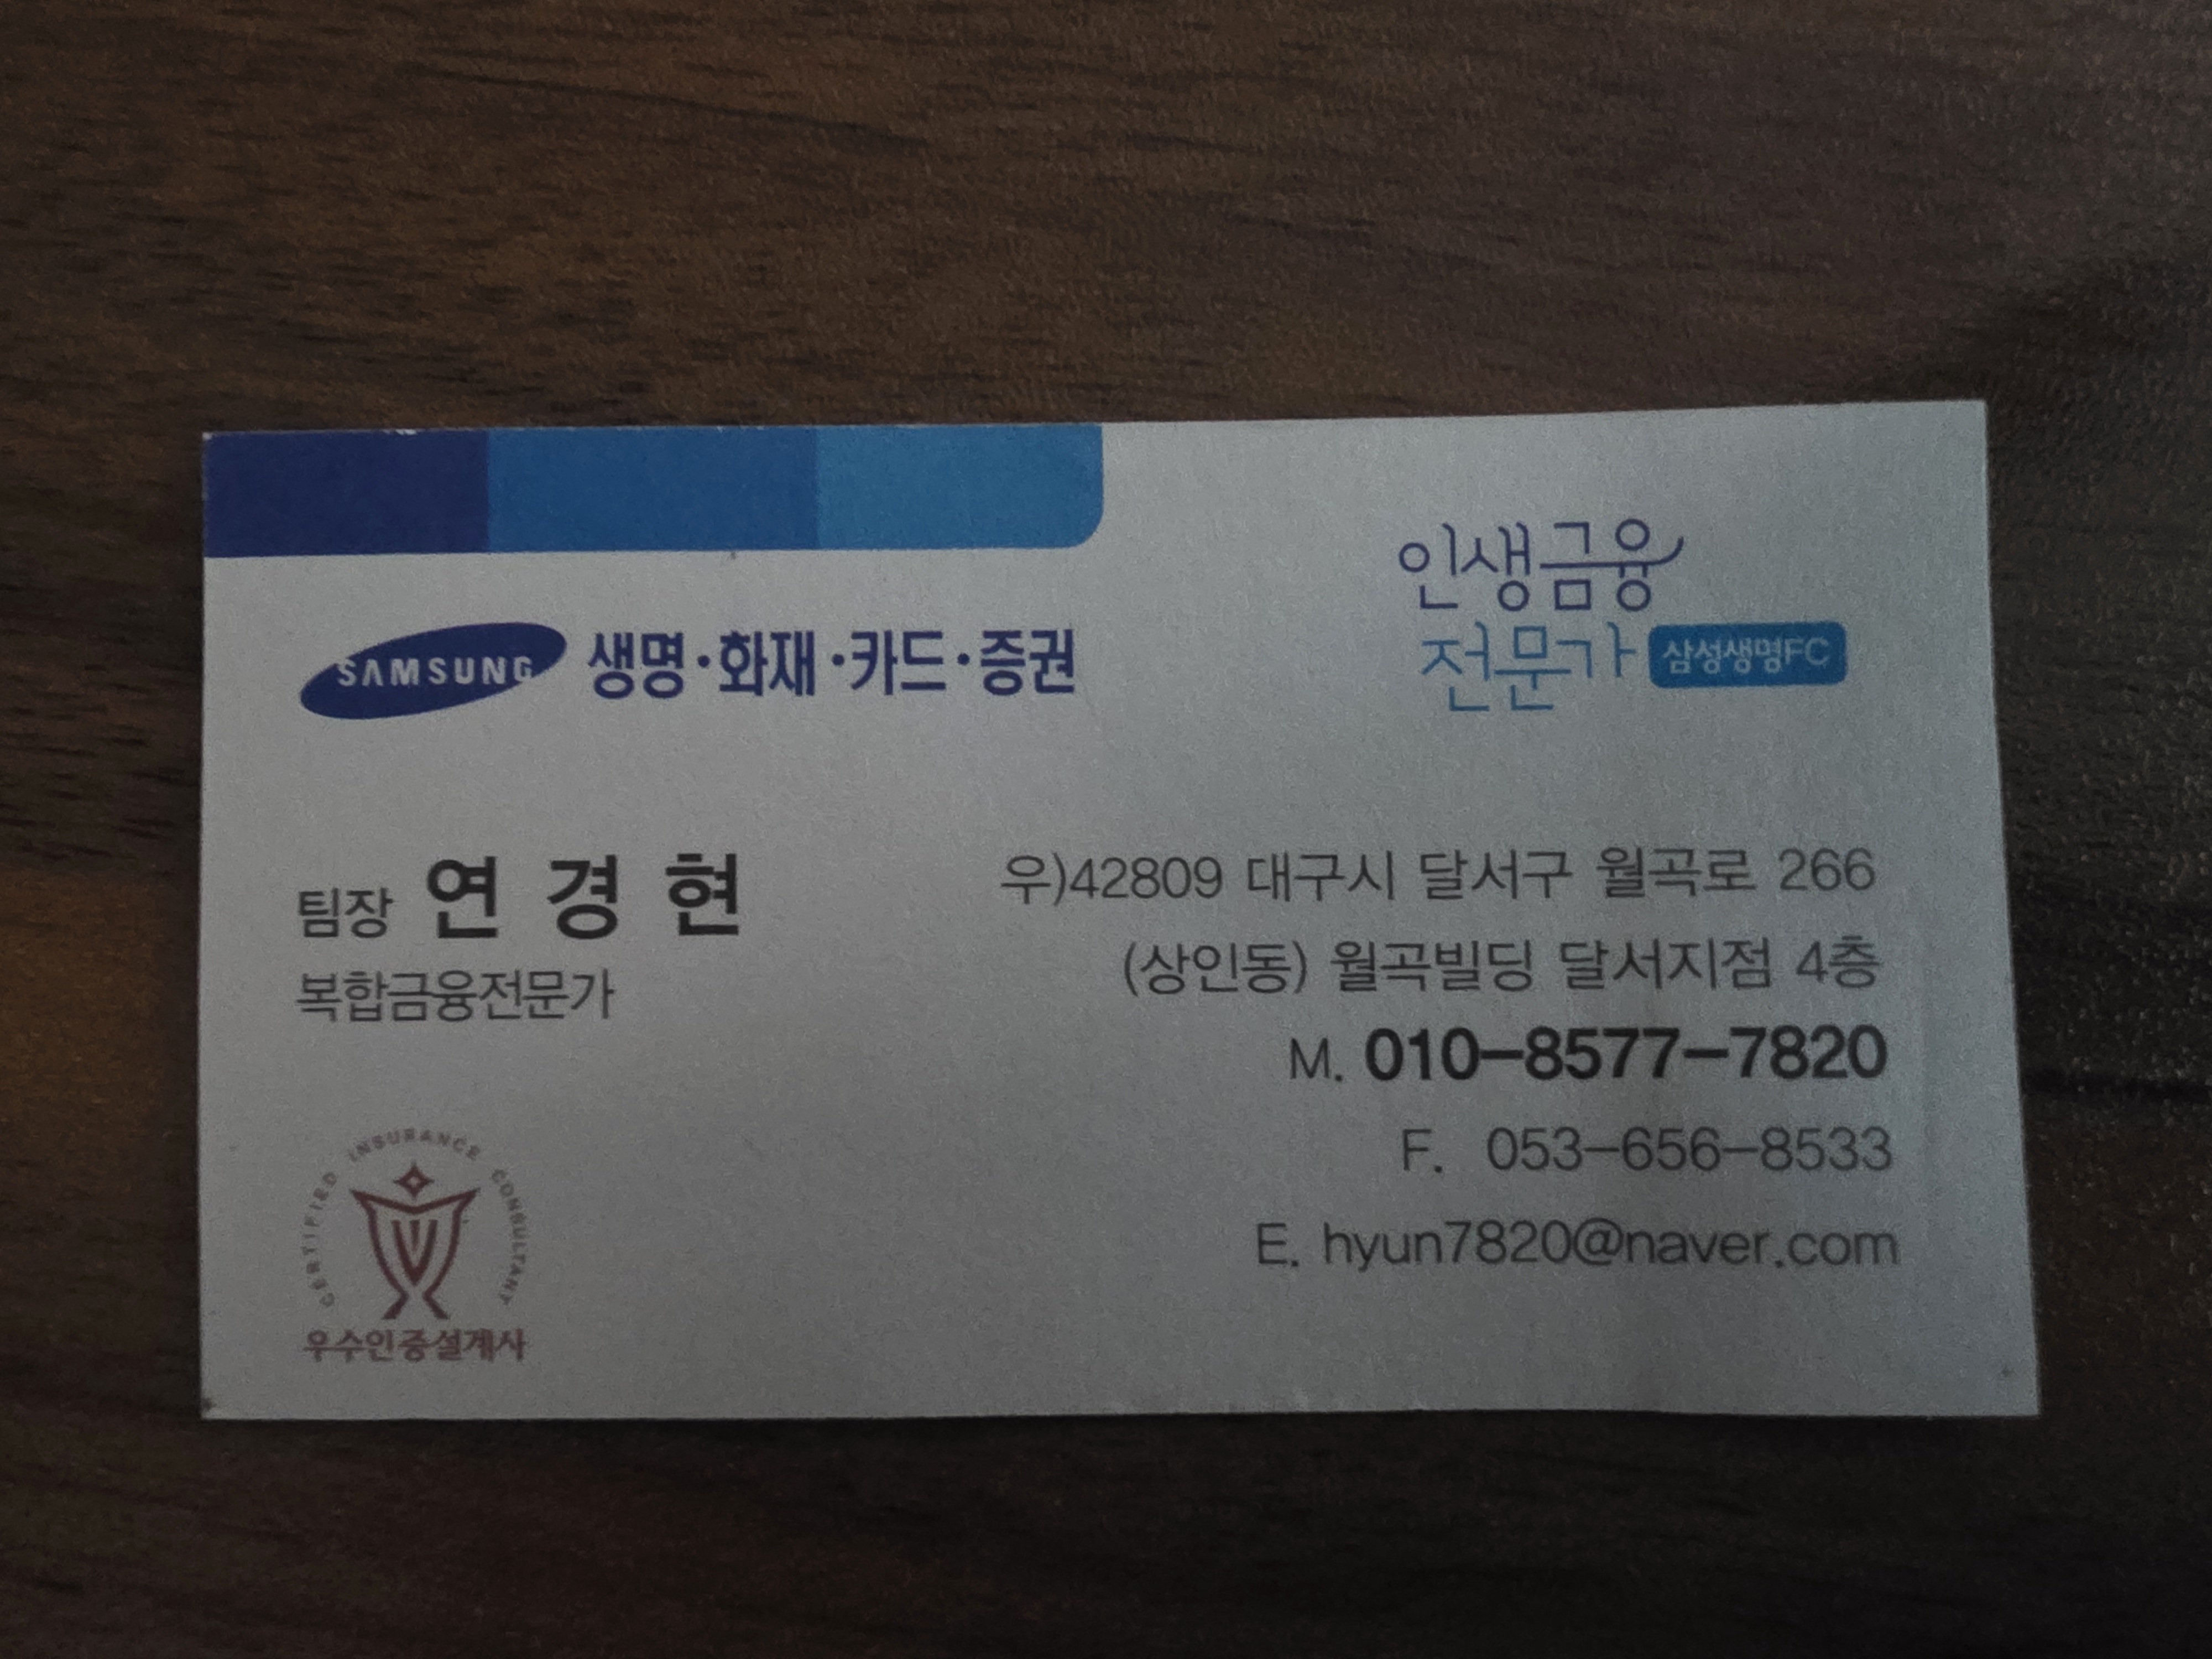 SAMSUNG 생명·화재·카드·증권
인생금융
전문가 삼성생명FC
팀장 연경현
복합금융전문가
우)42809 대구시 달서구 월곡로 266
(상인동) 월곡빌딩 달서지점 4층
M. 010-8577-7820
F. 053-656-8533
E. hyun7820@naver.com
CERTIFIED INSURANCE CONSULTANT
우수인증설계사